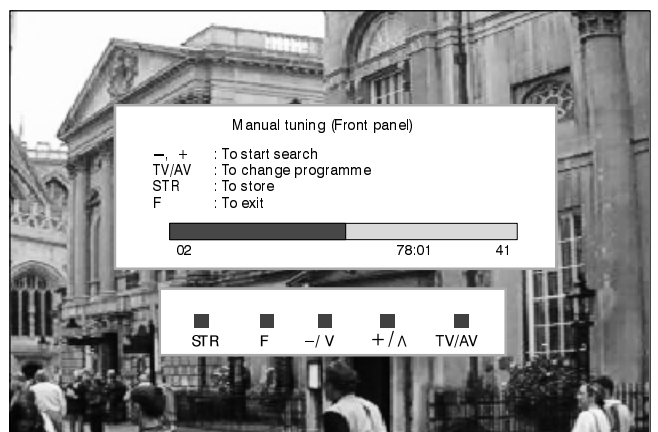 Manual tuning (Front panel)
−, + : To start search
TV/AV : To change programme
STR : To store
F : To exit
02 78:01 41
STR F −/∨ +/∧ TV/AV